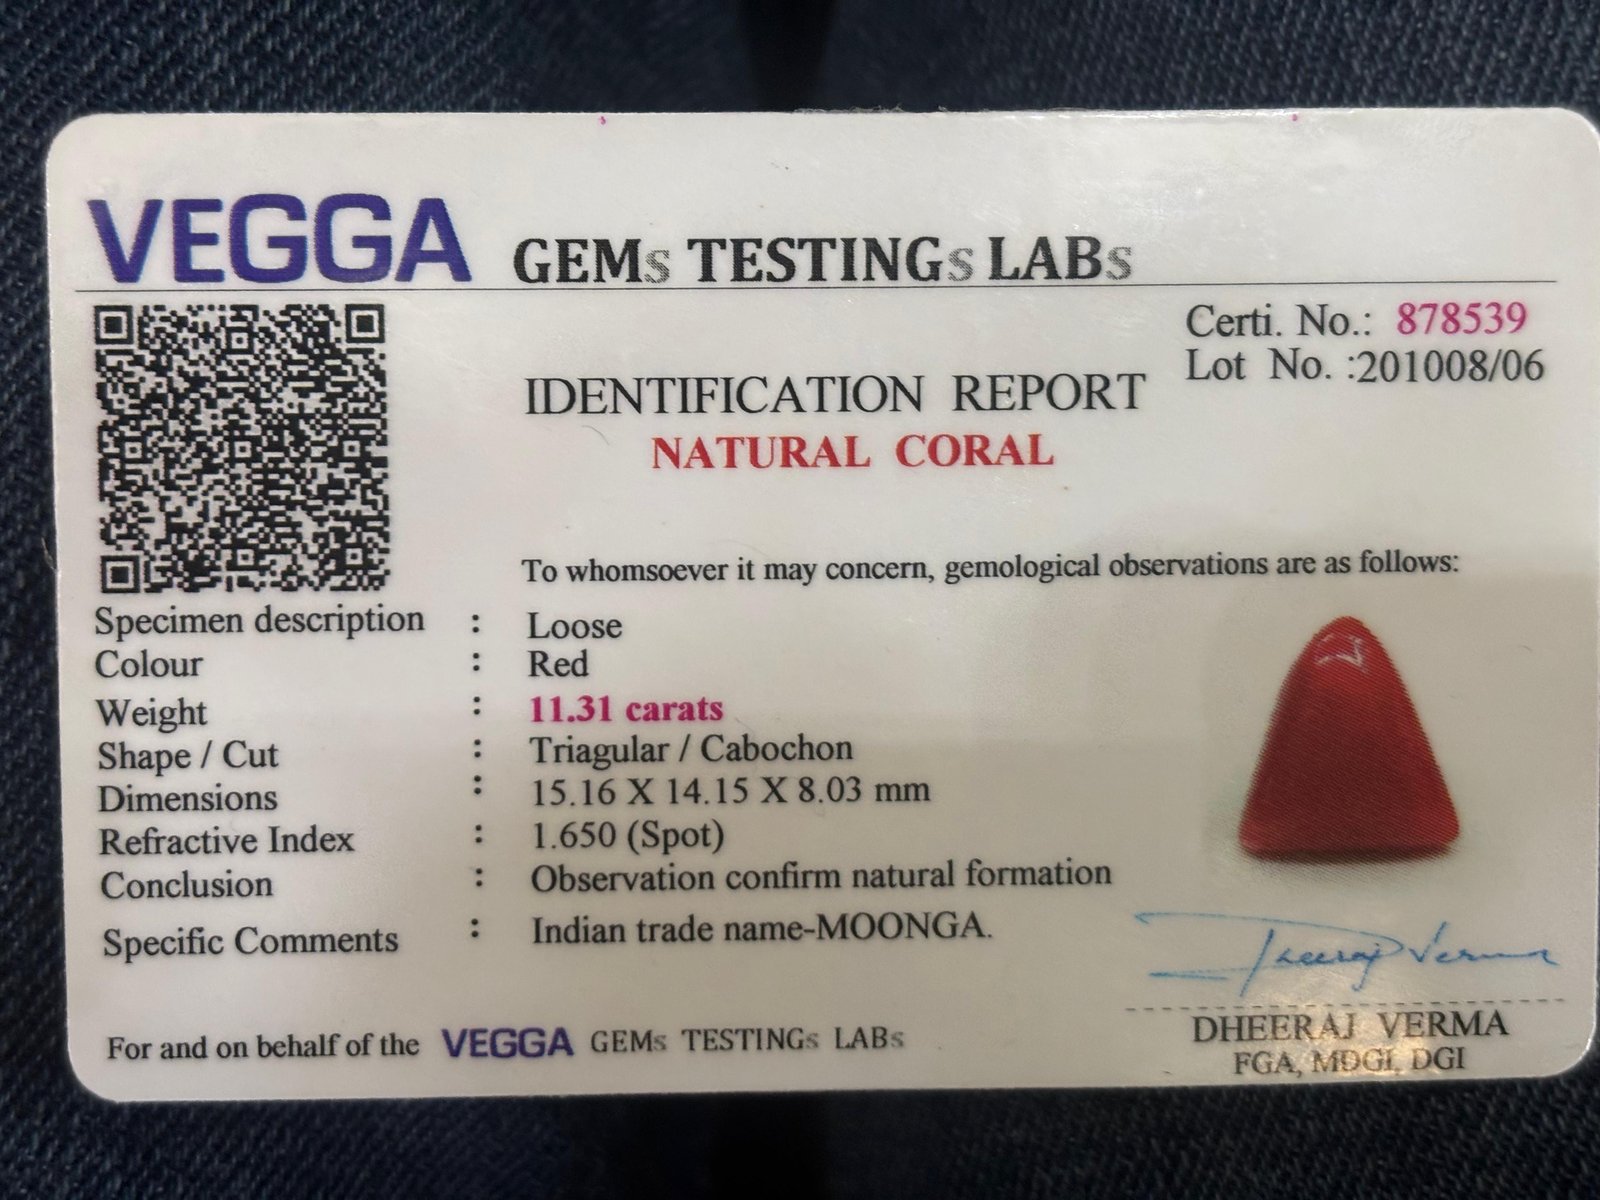 VEGGA GEMs TESTINGs LABs
Certi. No.: 878539
Lot No. :201008/06
IDENTIFICATION REPORT
NATURAL CORAL
To whomsoever it may concern, gemological observations are as follows:
Specimen description : Loose
Colour : Red
Weight : 11.31 carats
Shape / Cut : Triagular / Cabochon
Dimensions : 15.16 X 14.15 X 8.03 mm
Refractive Index : 1.650 (Spot)
Conclusion : Observation confirm natural formation
Specific Comments : Indian trade name-MOONGA.
Dheeraj Verma
DHEERAJ VERMA
FGA, MDGI, DGI
For and on behalf of the VEGGA GEMs TESTINGs LABs